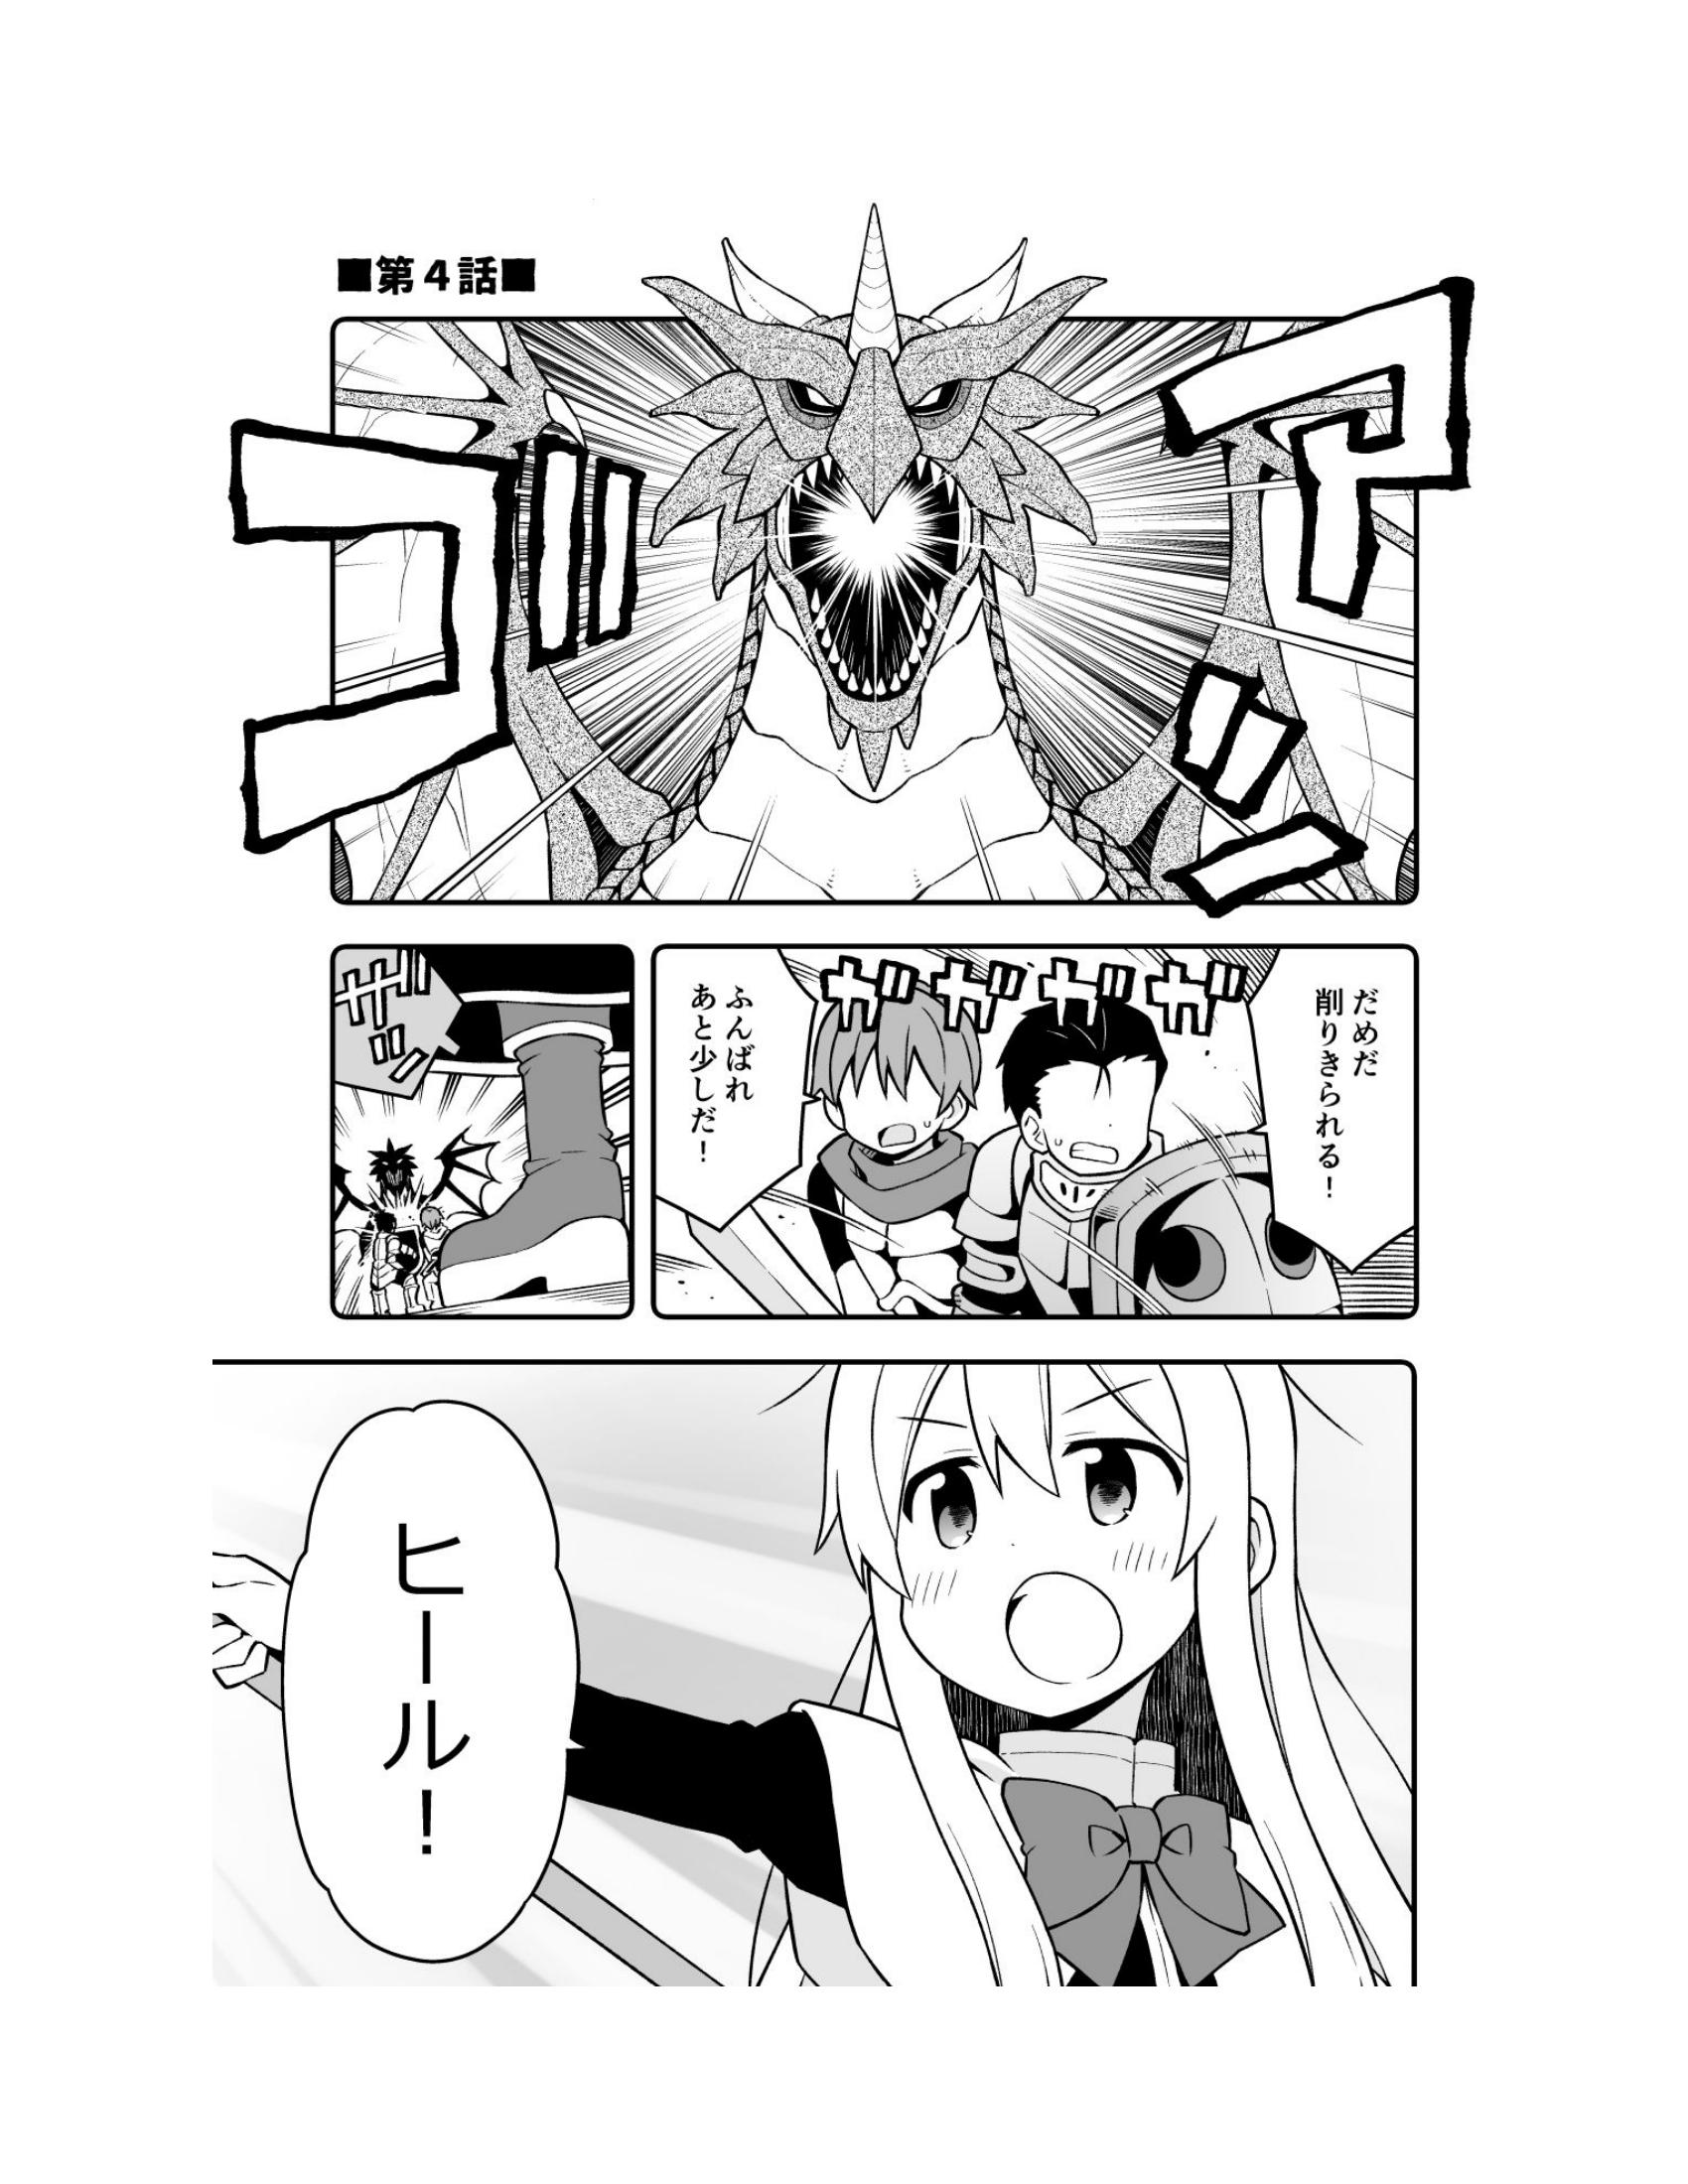 ■第4話■
ゴアッ
だめだ
削りきられる！
ガガガガ
ふんばれ
あと少しだ！
ザッ
ヒール！